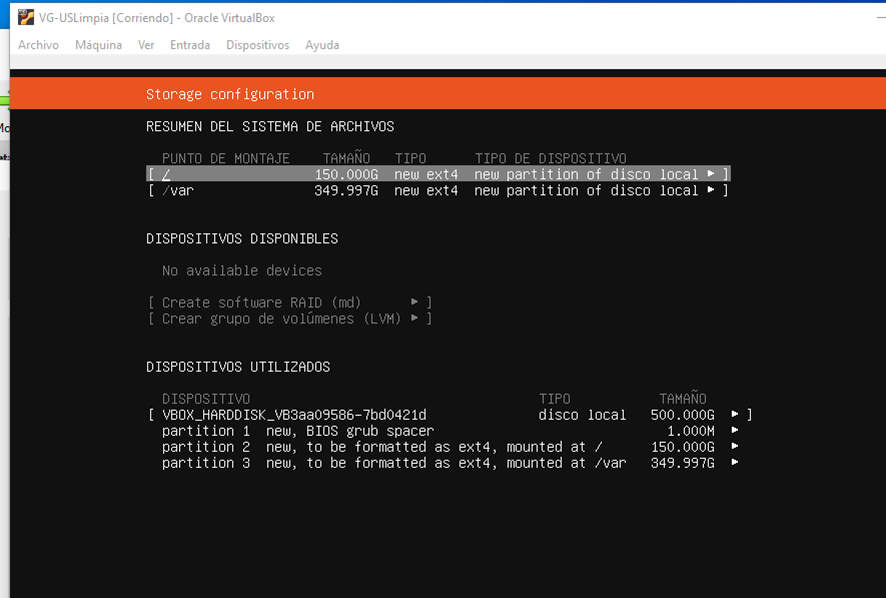 VG-USLimpia [Corriendo] - Oracle VirtualBox
Archivo Máquina Ver Entrada Dispositivos Ayuda
Storage configuration
RESUMEN DEL SISTEMA DE ARCHIVOS
PUNTO DE MONTAJE TAMAÑO TIPO TIPO DE DISPOSITIVO
[ / 150.000G new ext4 new partition of disco local ▸ ]
[ /var 349.997G new ext4 new partition of disco local ▸ ]
DISPOSITIVOS DISPONIBLES
No available devices
[ Create software RAID (md) ▸ ]
[ Crear grupo de volúmenes (LVM) ▸ ]
DISPOSITIVOS UTILIZADOS
DISPOSITIVO TIPO TAMAÑO
[ VBOX_HARDDISK_VB3aa09586-7bd0421d disco local 500.000G ▸ ]
partition 1 new, BIOS grub spacer 1.000M ▸
partition 2 new, to be formatted as ext4, mounted at / 150.000G ▸
partition 3 new, to be formatted as ext4, mounted at /var 349.997G ▸